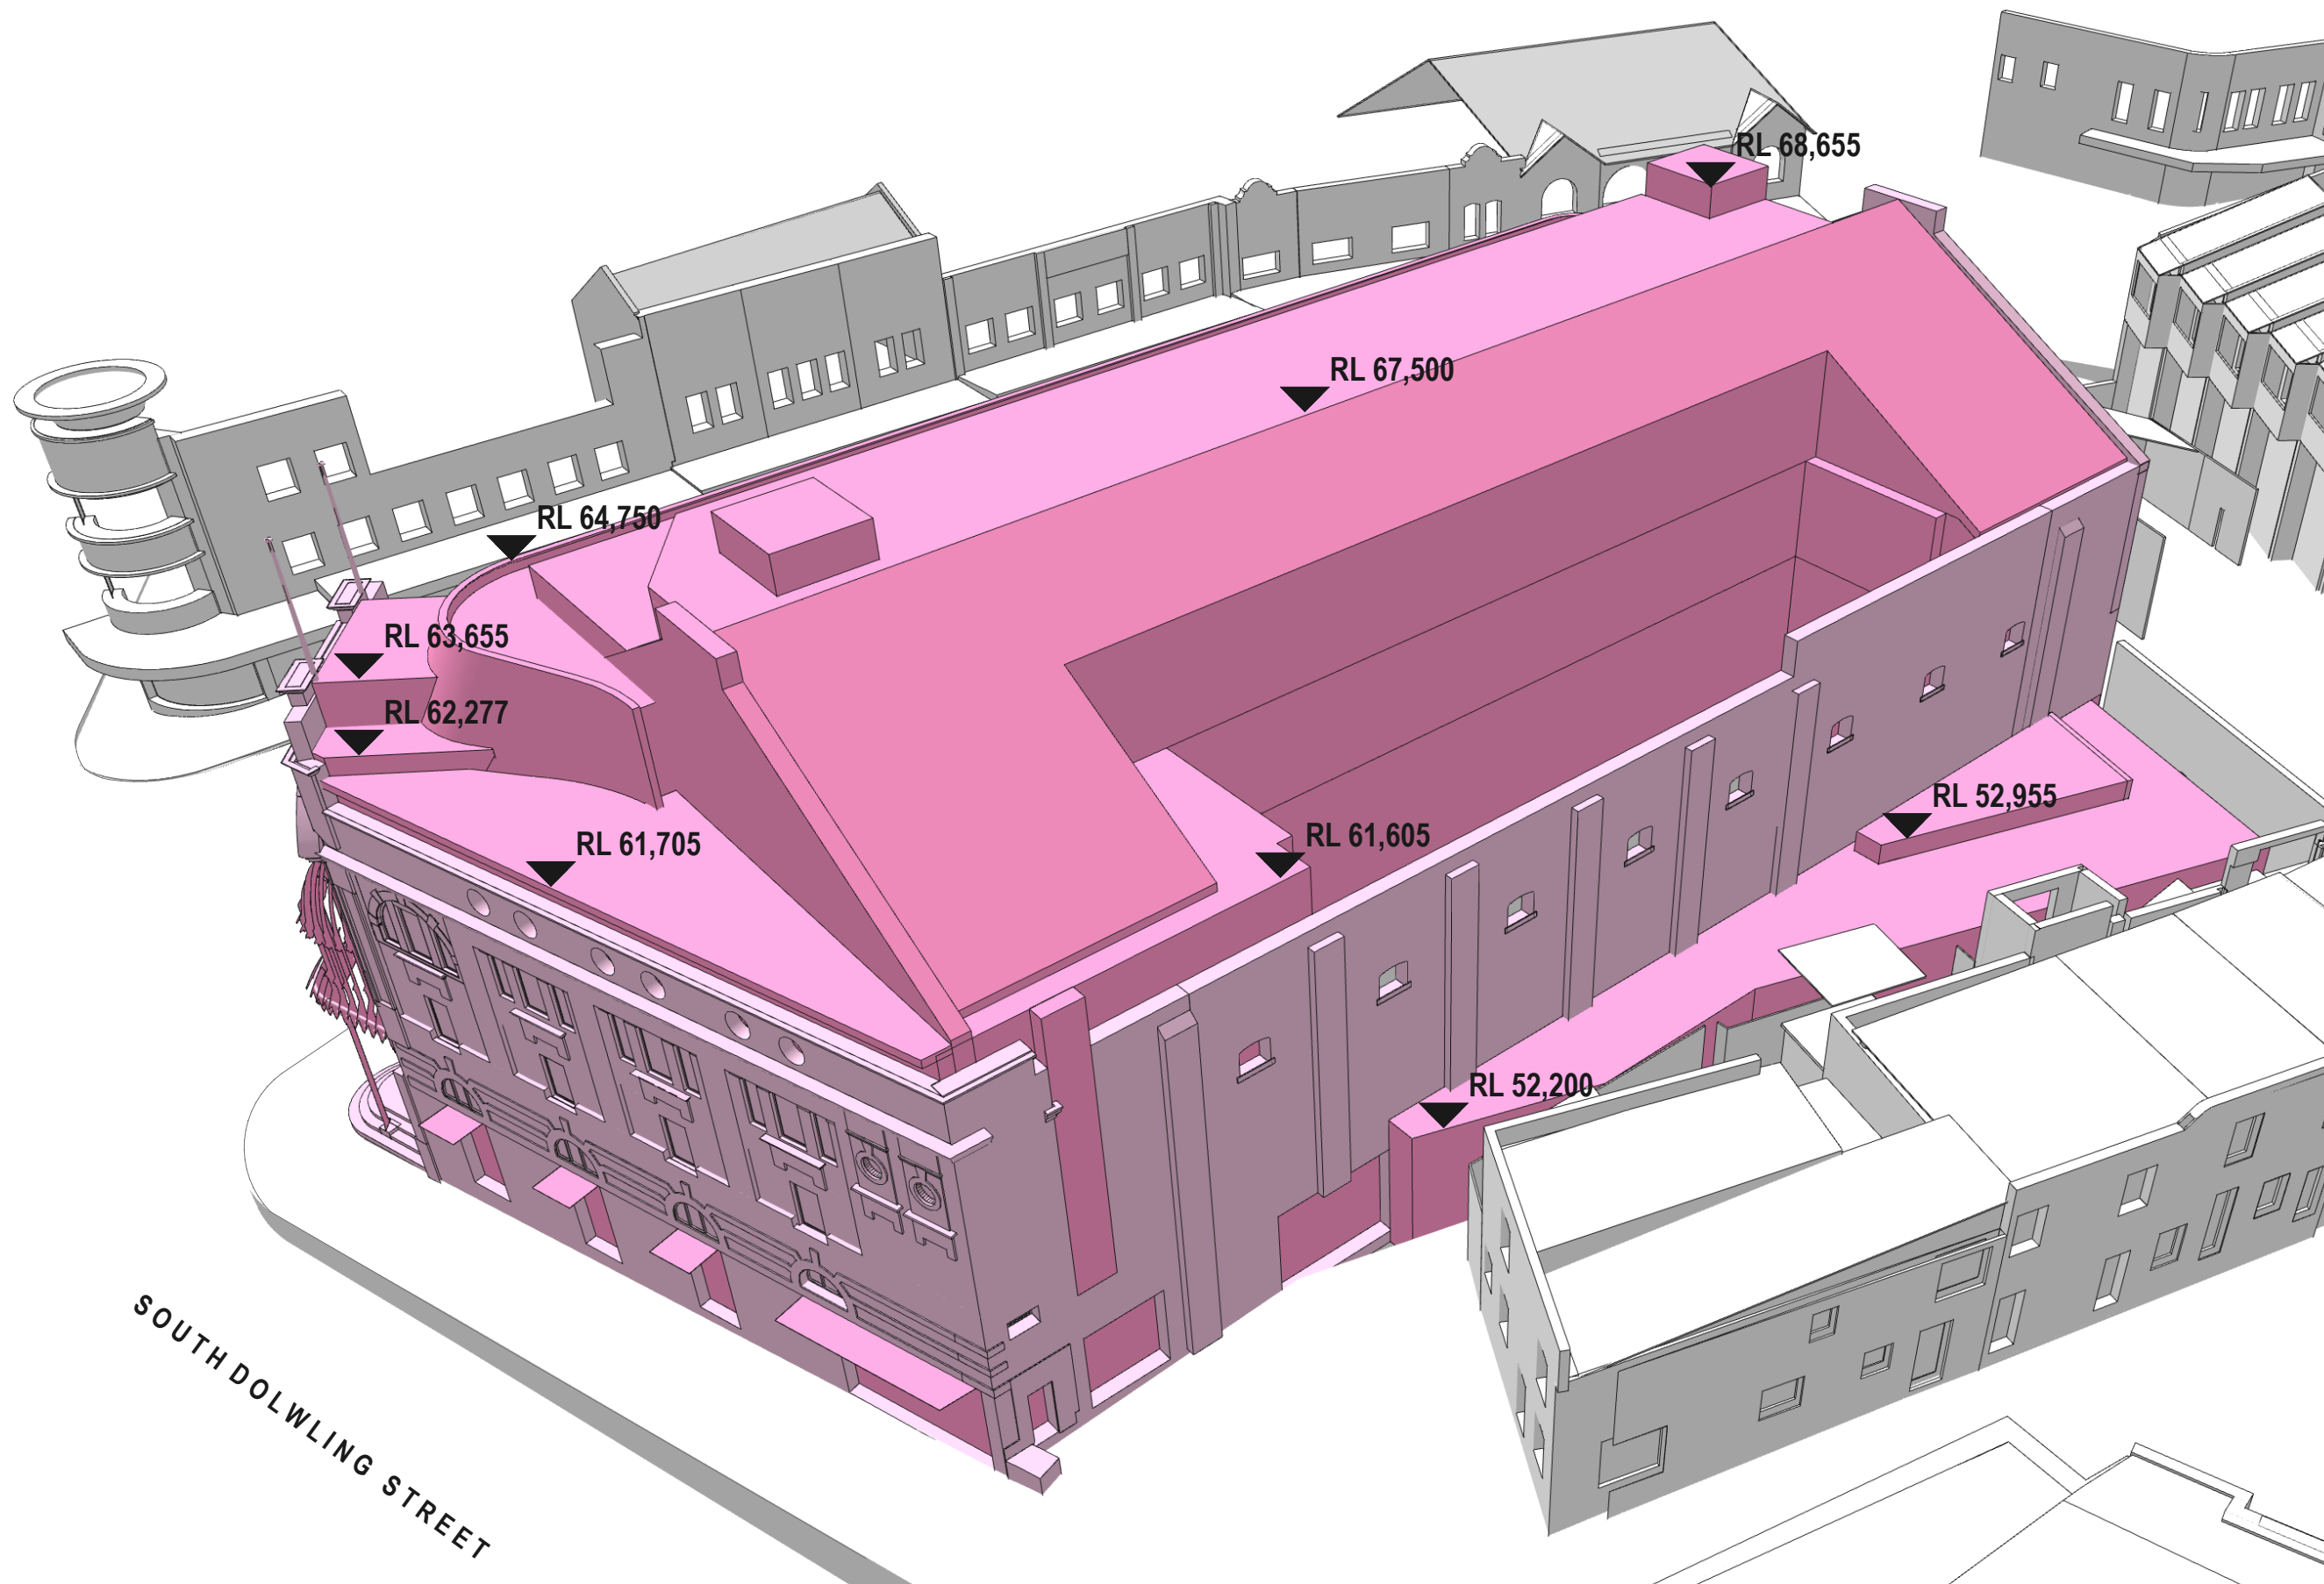 RL 68,655
RL 67,500
RL 64,750
RL 63,655
RL 62,277
RL 52,955
RL 61,705
RL 61,605
RL 52,200
SOUTH DOLWLING STREET